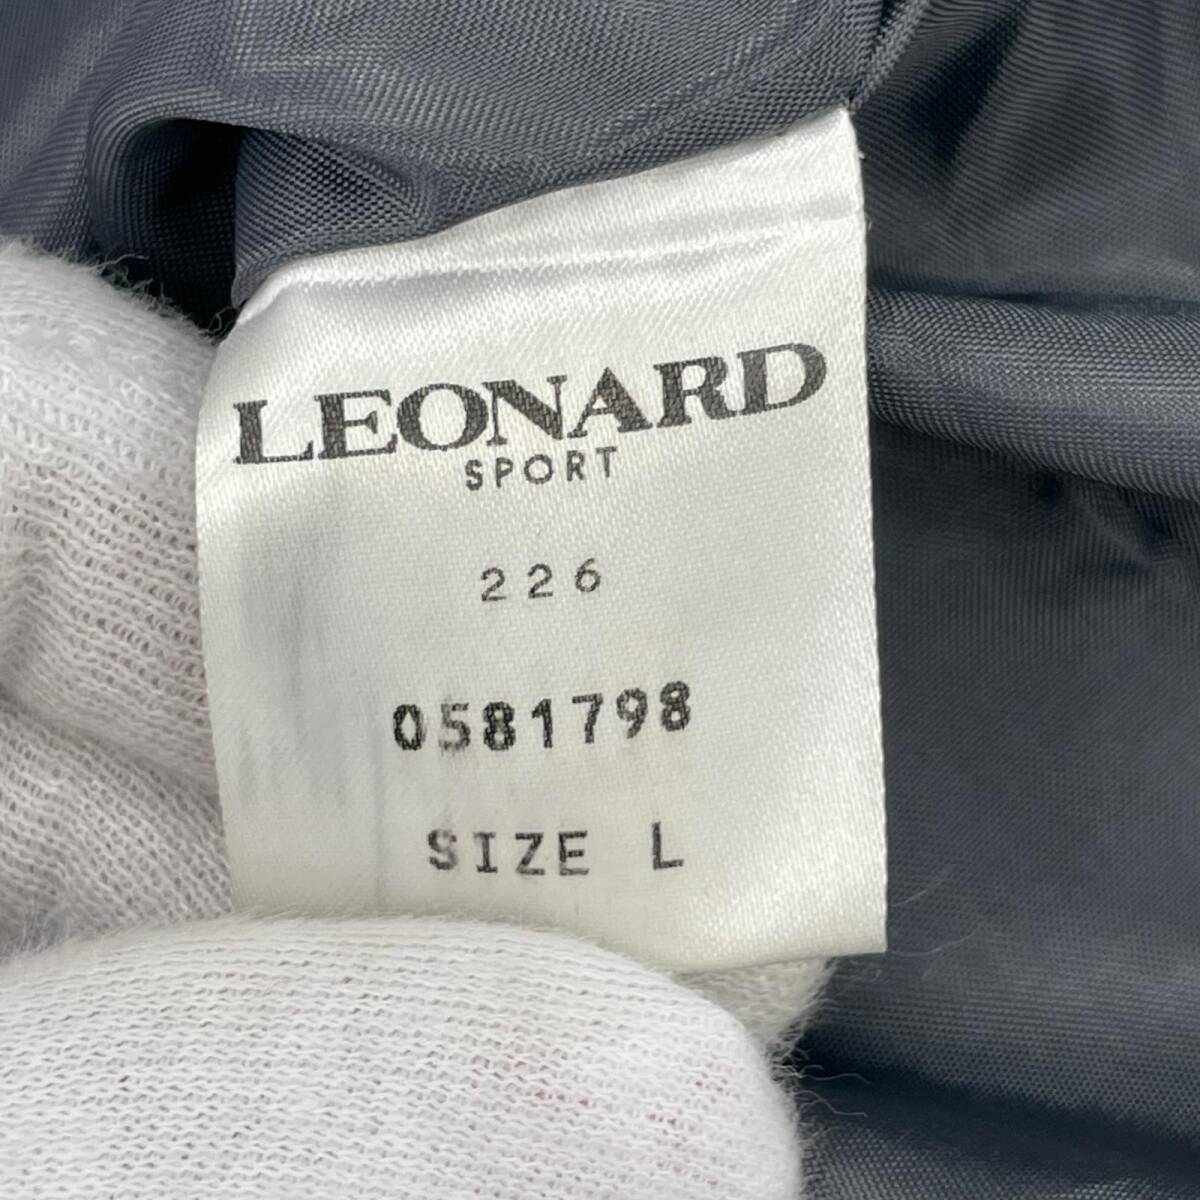 LEONARD
SPORT
226
0581798
SIZE L